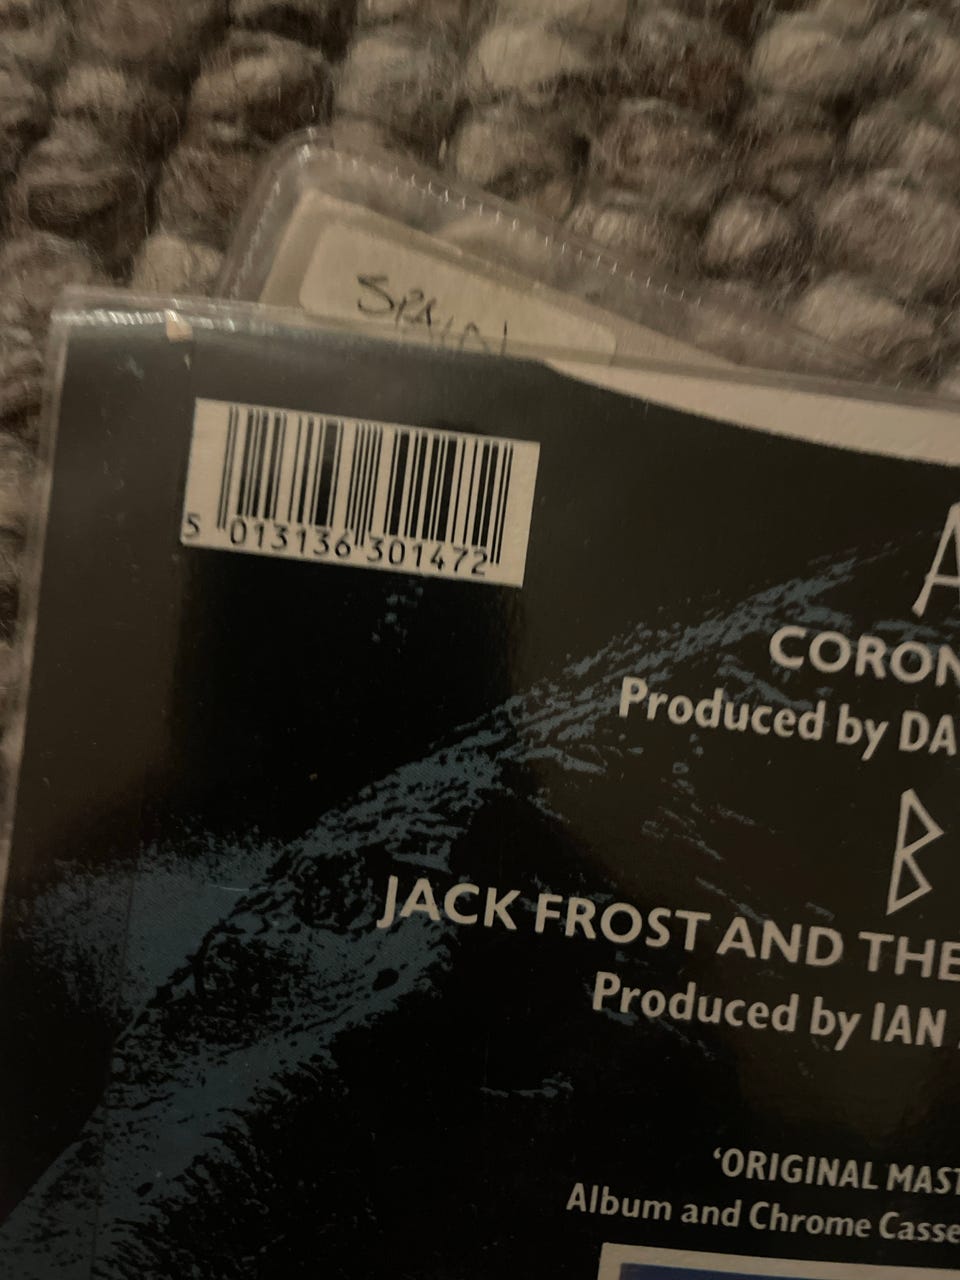 SPAIN
5 013136 301472
A
CORON
Produced by DA
B
JACK FROST AND THE
Produced by IAN
'ORIGINAL MAST
Album and Chrome Casse